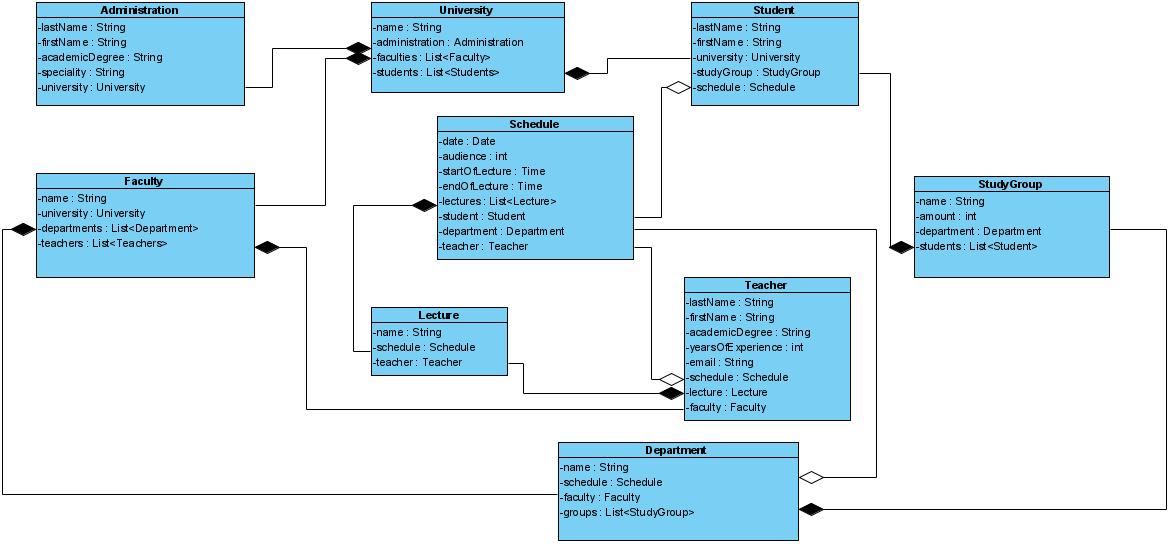 Administration
-lastName : String
-firstName : String
-academicDegree : String
-speciality : String
-university : University
University
-name : String
-administration : Administration
-faculties : List<Faculty>
-students : List<Students>
Student
-lastName : String
-firstName : String
-university : University
-studyGroup : StudyGroup
-schedule : Schedule
Schedule
-date : Date
-audience : int
-startOfLecture : Time
-endOfLecture : Time
-lectures : List<Lecture>
-student : Student
-department : Department
-teacher : Teacher
Faculty
-name : String
-university : University
-departments : List<Department>
-teachers : List<Teachers>
StudyGroup
-name : String
-amount : int
-department : Department
-students : List<Student>
Lecture
-name : String
-schedule : Schedule
-teacher : Teacher
Teacher
-lastName : String
-firstName : String
-academicDegree : String
-yearsOfExperience : int
-email : String
-schedule : Schedule
-lecture : Lecture
-faculty : Faculty
Department
-name : String
-schedule : Schedule
-faculty : Faculty
-groups : List<StudyGroup>